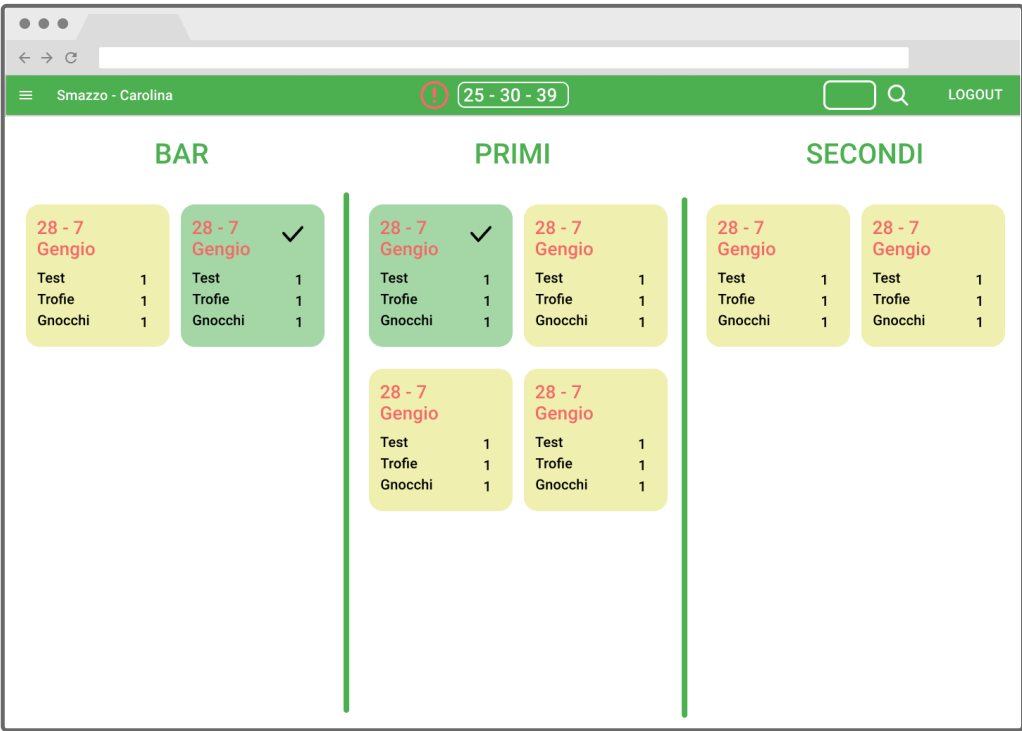 Smazzo - Carolina
25 - 30 - 39
LOGOUT
BAR
28 - 7
Gengio
Test 1
Trofie 1
Gnocchi 1
28 - 7
Gengio
Test 1
Trofie 1
Gnocchi 1
PRIMI
28 - 7
Gengio
Test 1
Trofie 1
Gnocchi 1
28 - 7
Gengio
Test 1
Trofie 1
Gnocchi 1
28 - 7
Gengio
Test 1
Trofie 1
Gnocchi 1
28 - 7
Gengio
Test 1
Trofie 1
Gnocchi 1
SECONDI
28 - 7
Gengio
Test 1
Trofie 1
Gnocchi 1
28 - 7
Gengio
Test 1
Trofie 1
Gnocchi 1